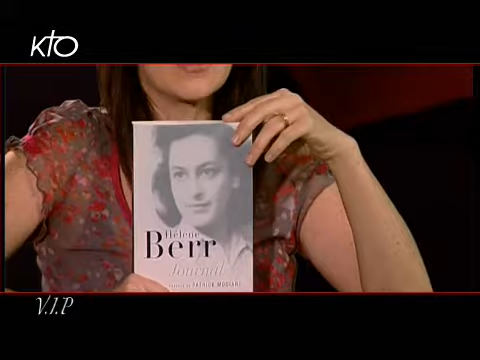 KTO
Hélène
Berr
Journal
PATRICK MODIANO
V.I.P